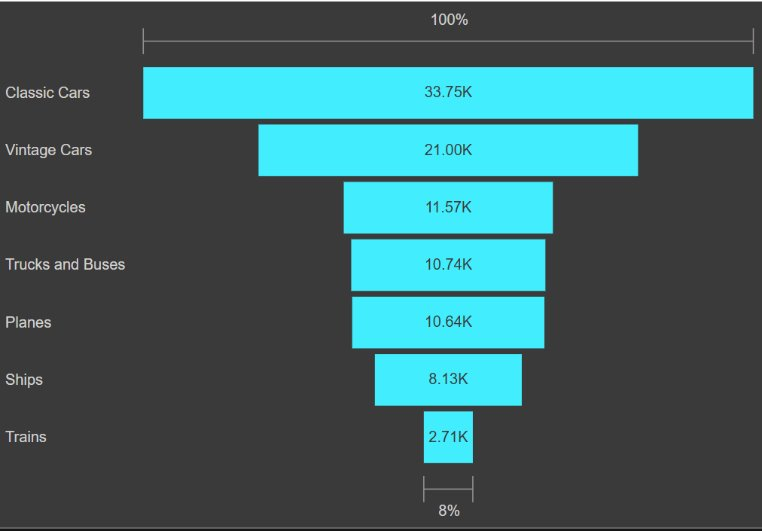 100%
Classic Cars 33.75K
Vintage Cars 21.00K
Motorcycles 11.57K
Trucks and Buses 10.74K
Planes 10.64K
Ships 8.13K
Trains 2.71K
8%